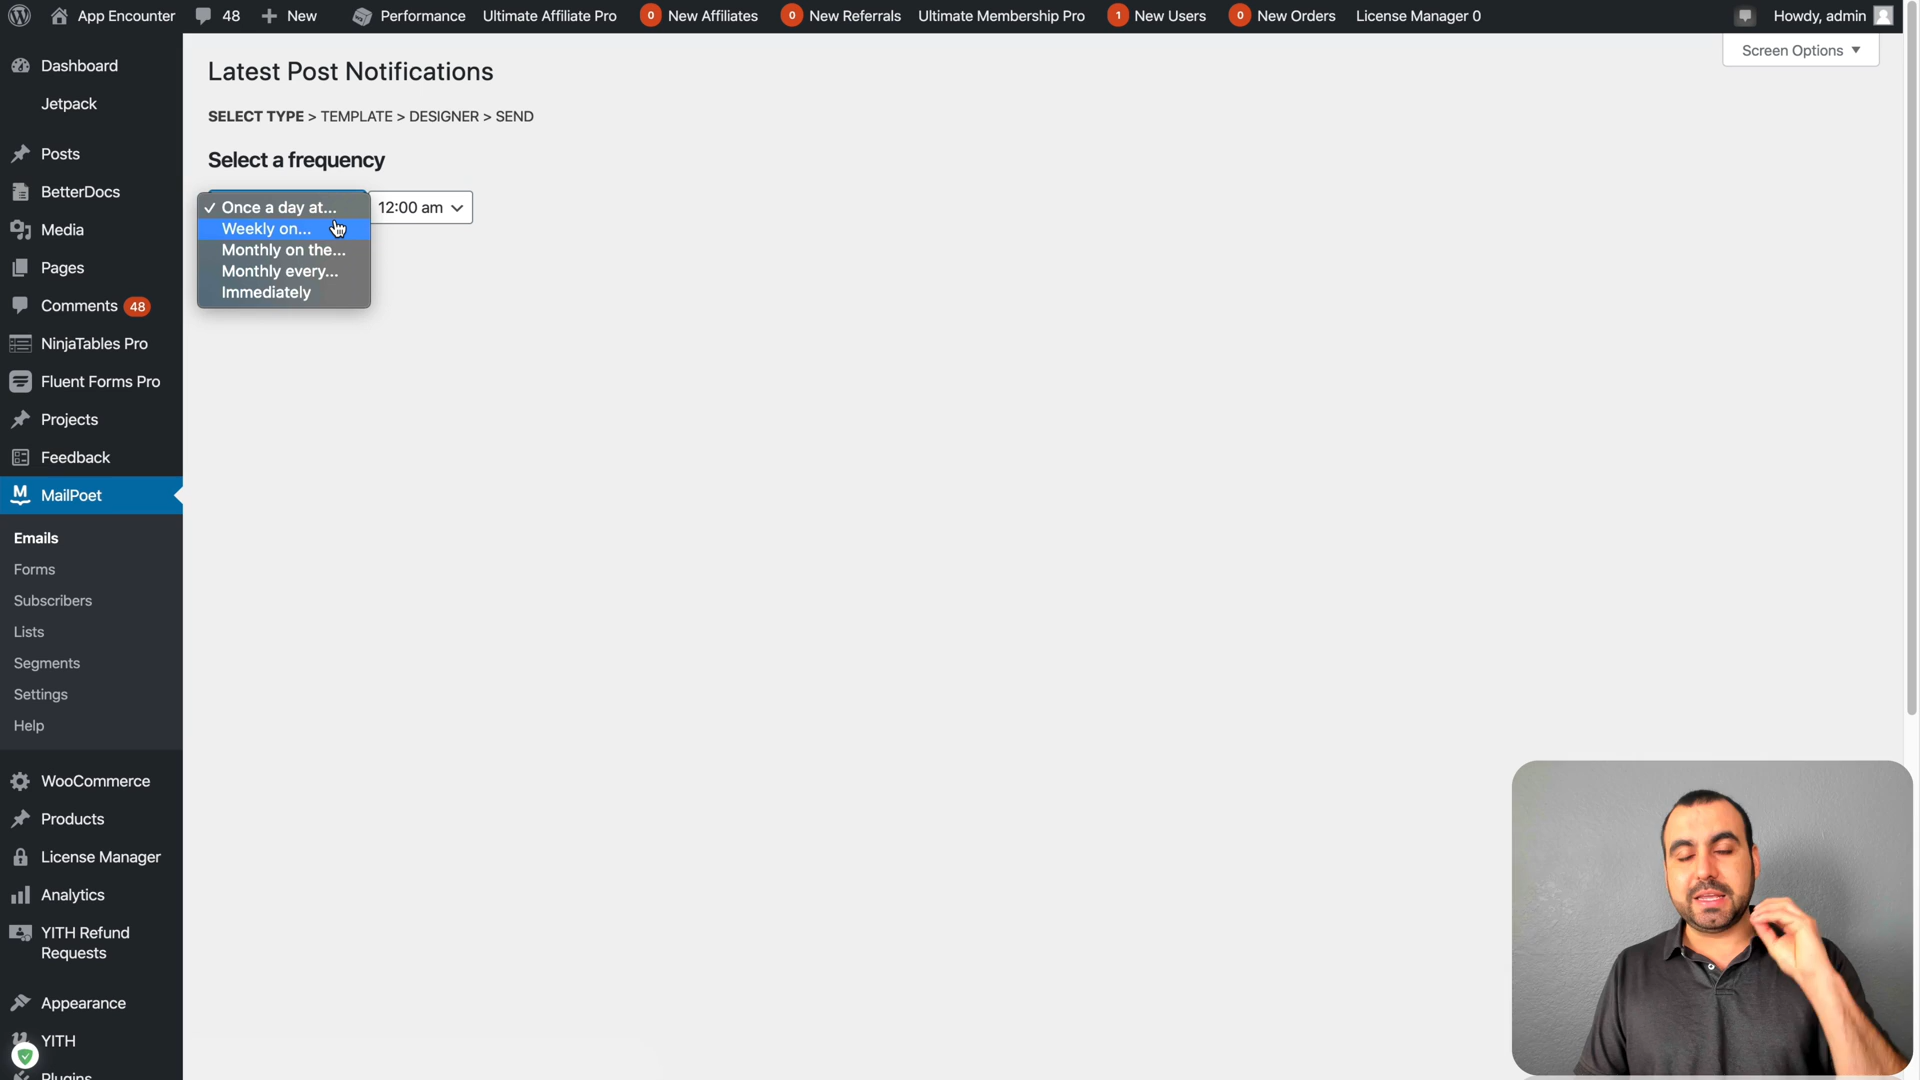 App Encounter
48
New
Performance
Ultimate Affiliate Pro
0 New Affiliates
0 New Referrals
Ultimate Membership Pro
1 New Users
0 New Orders
License Manager 0
Howdy, admin
Screen Options
Dashboard
Jetpack
Posts
BetterDocs
Media
Pages
Comments 48
NinjaTables Pro
Fluent Forms Pro
Projects
Feedback
MailPoet
Emails
Forms
Subscribers
Lists
Segments
Settings
Help
WooCommerce
Products
License Manager
Analytics
YITH Refund
Requests
Appearance
YITH
Plugins
Latest Post Notifications
SELECT TYPE > TEMPLATE > DESIGNER > SEND
Select a frequency
✓ Once a day at...
12:00 am
Weekly on...
Monthly on the...
Monthly every...
Immediately